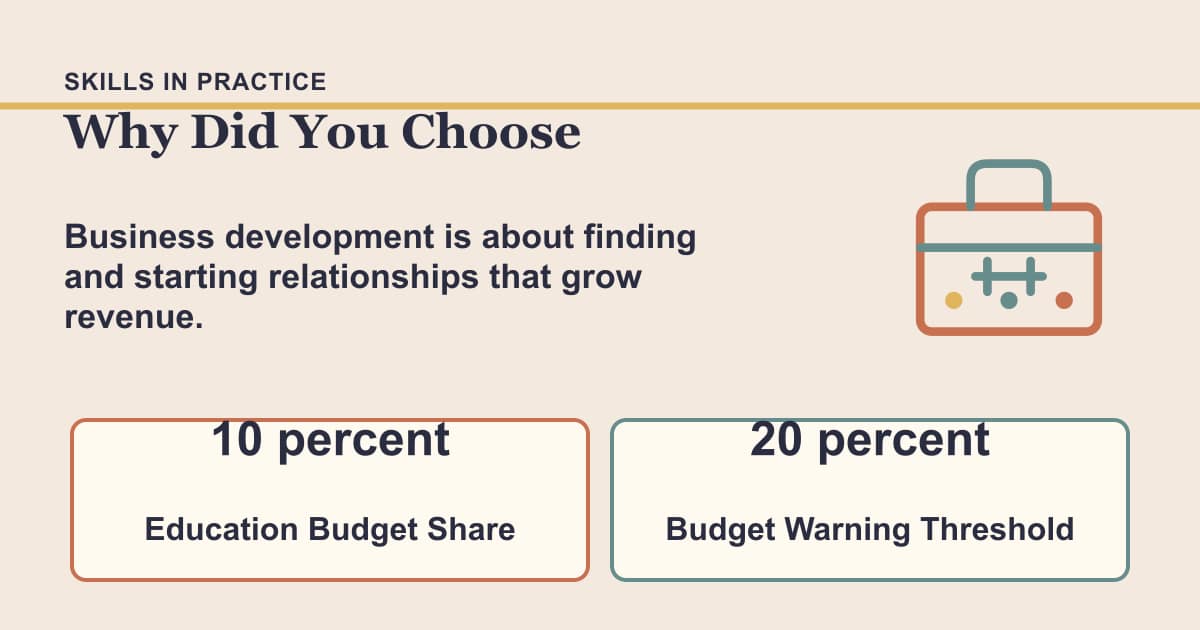 SKILLS IN PRACTICE
Why Did You Choose
Business development is about finding
and starting relationships that grow
revenue.
10 percent
Education Budget Share
20 percent
Budget Warning Threshold